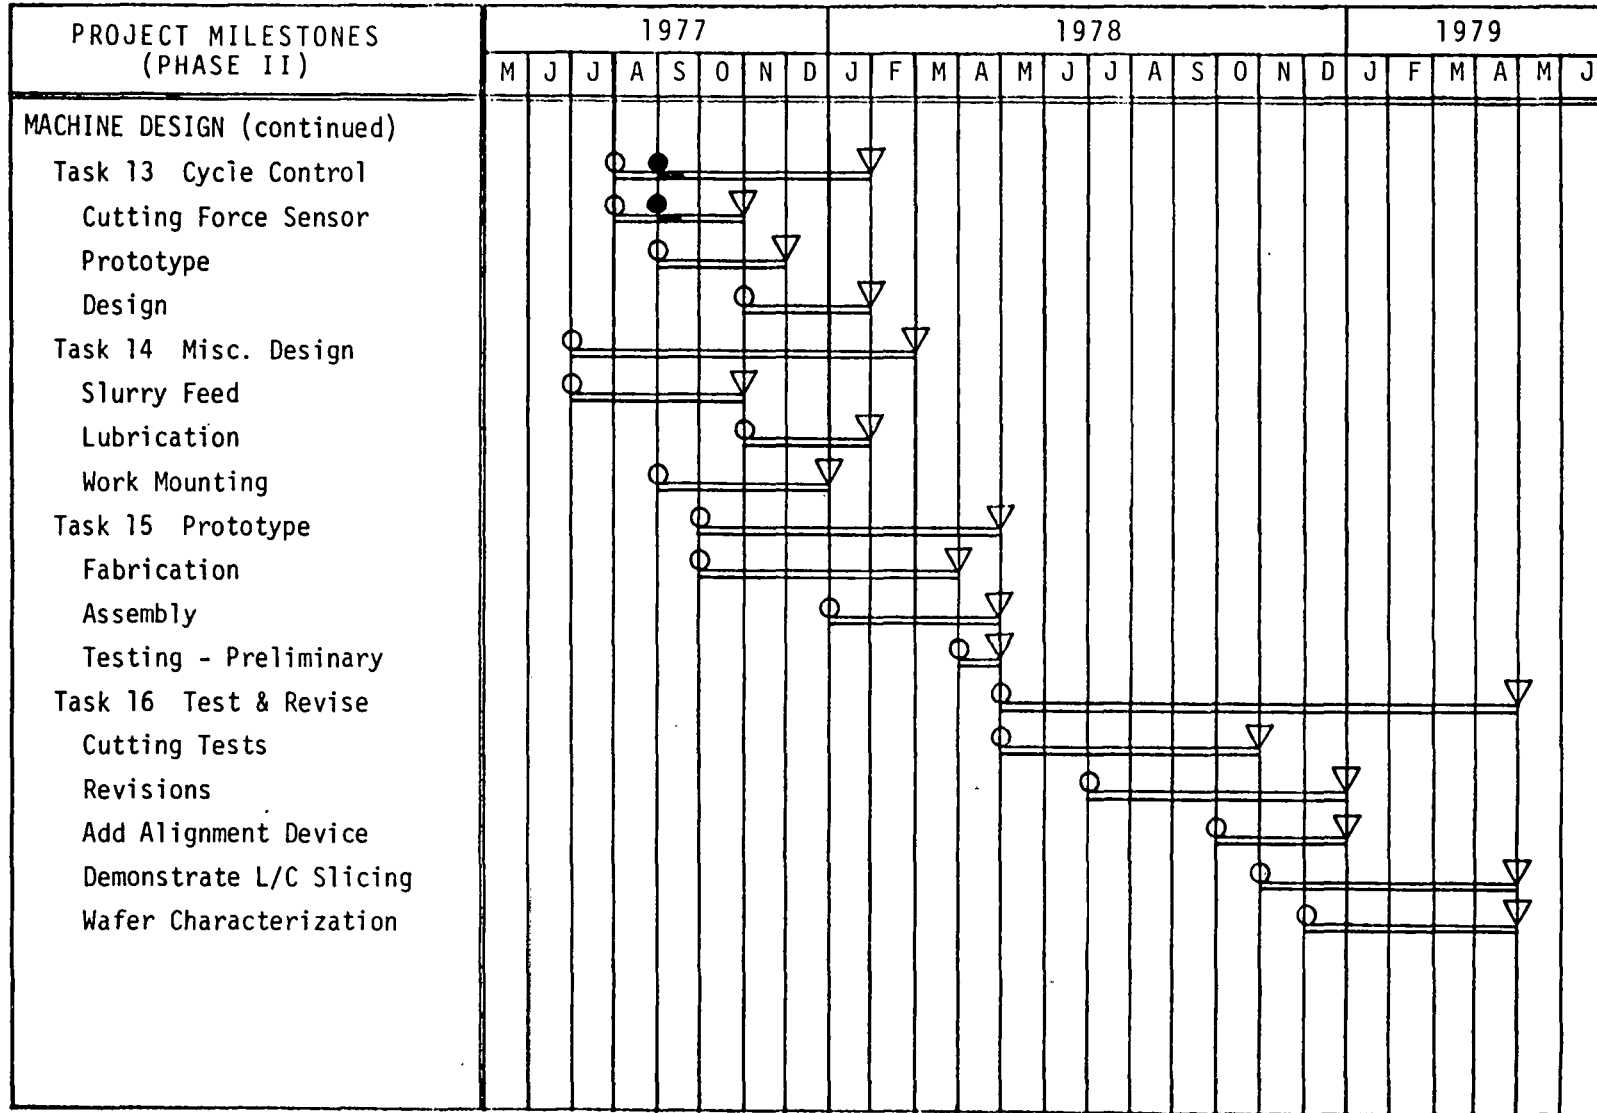 PROJECT MILESTONES
(PHASE II)
1977 1978 1979
M J J A S O N D J F M A M J J A S O N D J F M A M J
MACHINE DESIGN (continued)
Task 13 Cycle Control
Cutting Force Sensor
Prototype
Design
Task 14 Misc. Design
Slurry Feed
Lubrication
Work Mounting
Task 15 Prototype
Fabrication
Assembly
Testing - Preliminary
Task 16 Test & Revise
Cutting Tests
Revisions
Add Alignment Device
Demonstrate L/C Slicing
Wafer Characterization